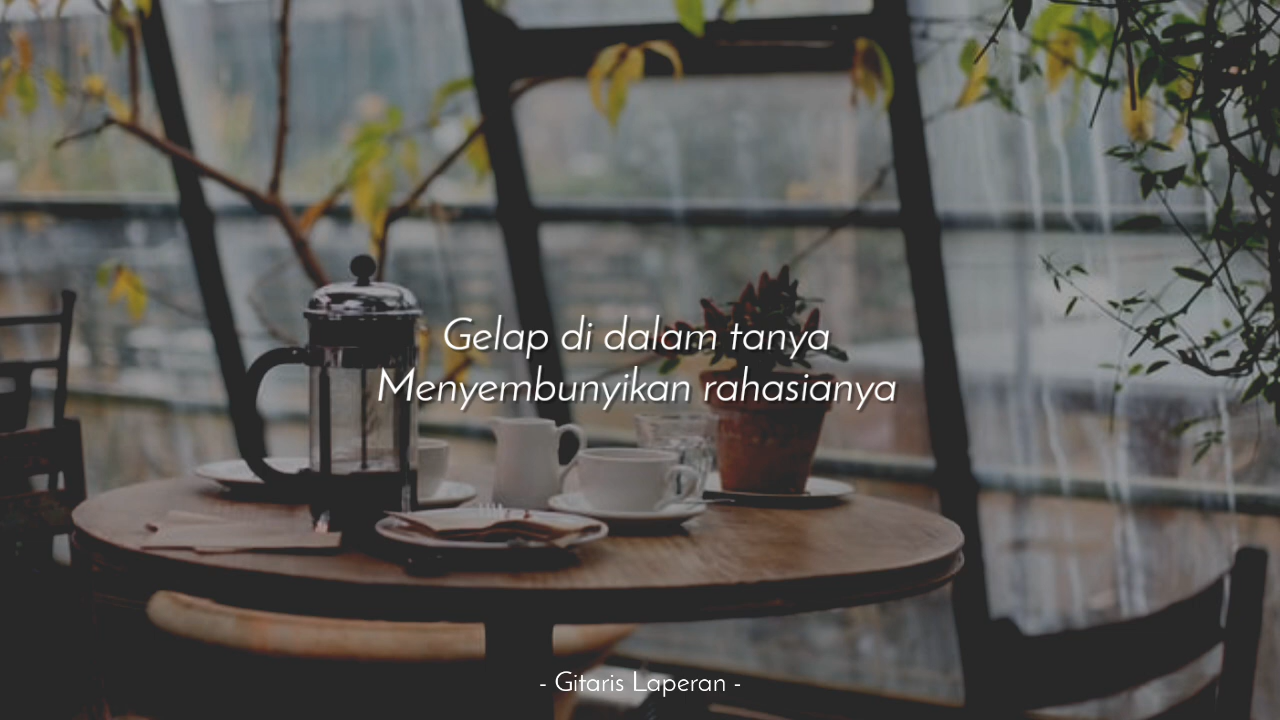 Gelap di dalam tanya
Menyembunyikan rahasianya
- Gitaris Laperan -